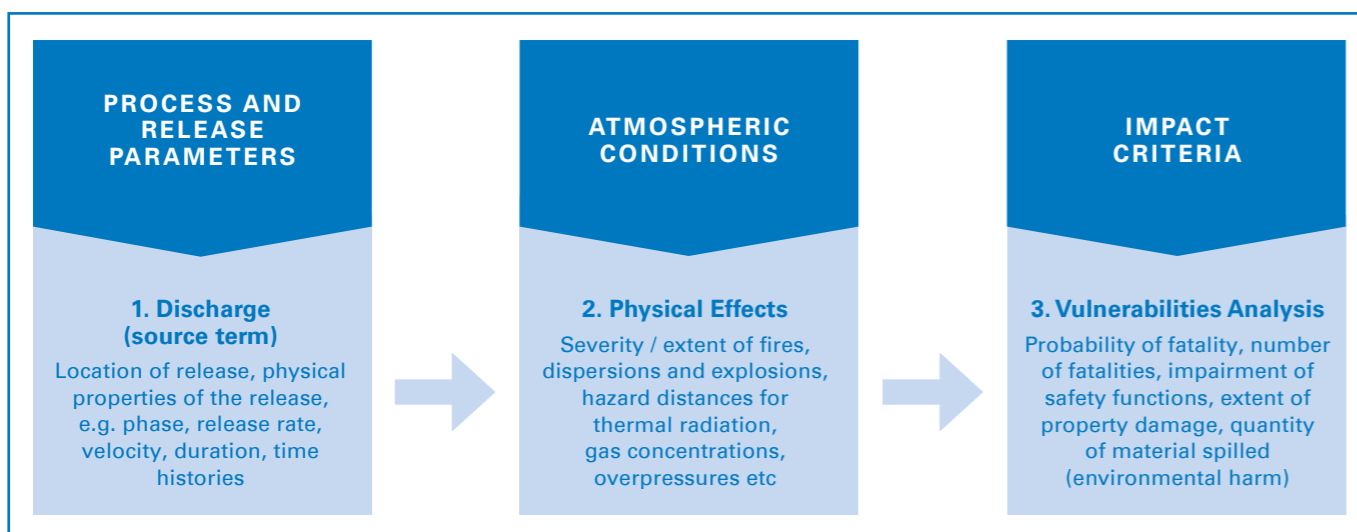 PROCESS AND
RELEASE
PARAMETERS
1. Discharge
(source term)
Location of release, physical
properties of the release,
e.g. phase, release rate,
velocity, duration, time
histories
ATMOSPHERIC
CONDITIONS
2. Physical Effects
Severity / extent of fires,
dispersions and explosions,
hazard distances for
thermal radiation,
gas concentrations,
overpressures etc
IMPACT
CRITERIA
3. Vulnerabilities Analysis
Probability of fatality, number
of fatalities, impairment of
safety functions, extent of
property damage, quantity
of material spilled
(environmental harm)